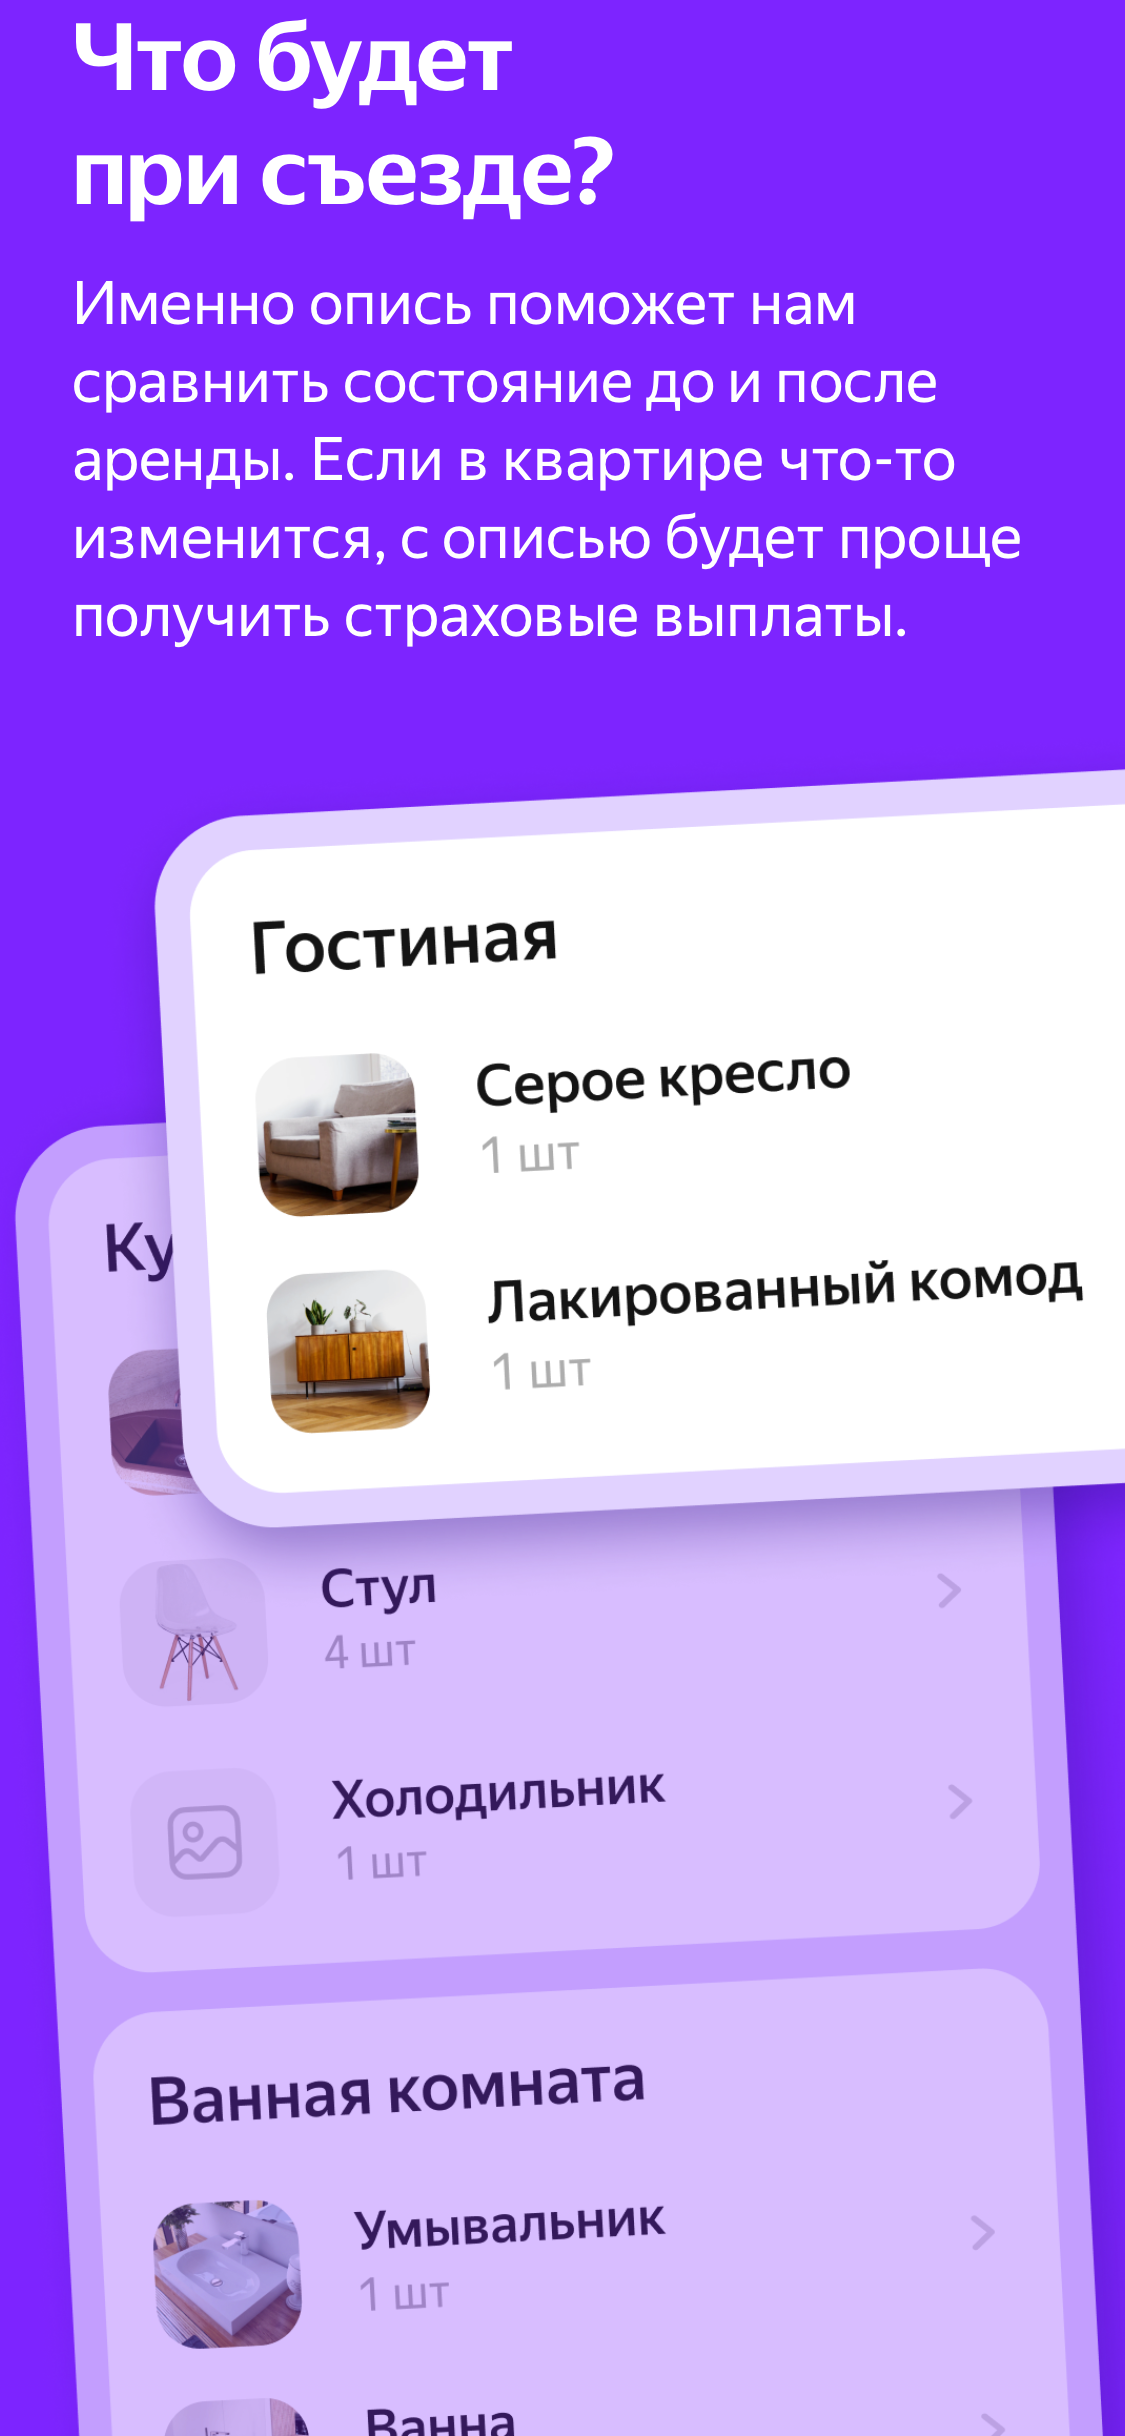 Что будет
при съезде?
Именно опись поможет нам
сравнить состояние до и после
аренды. Если в квартире что-то
изменится, с описью будет проще
получить страховые выплаты.
Гостиная
Серое кресло
1 шт
Лакированный комод
1 шт
Ку
Стул
4 шт
Холодильник
1 шт
Ванная комната
Умывальник
1 шт
Ванна